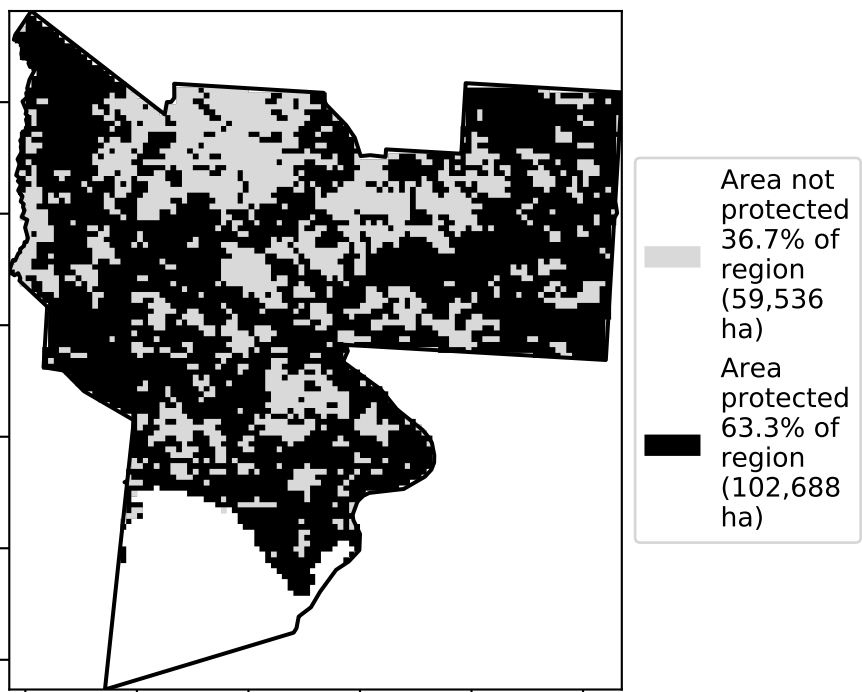 Area not
protected
36.7% of
region
(59,536
ha)
Area
protected
63.3% of
region
(102,688
ha)